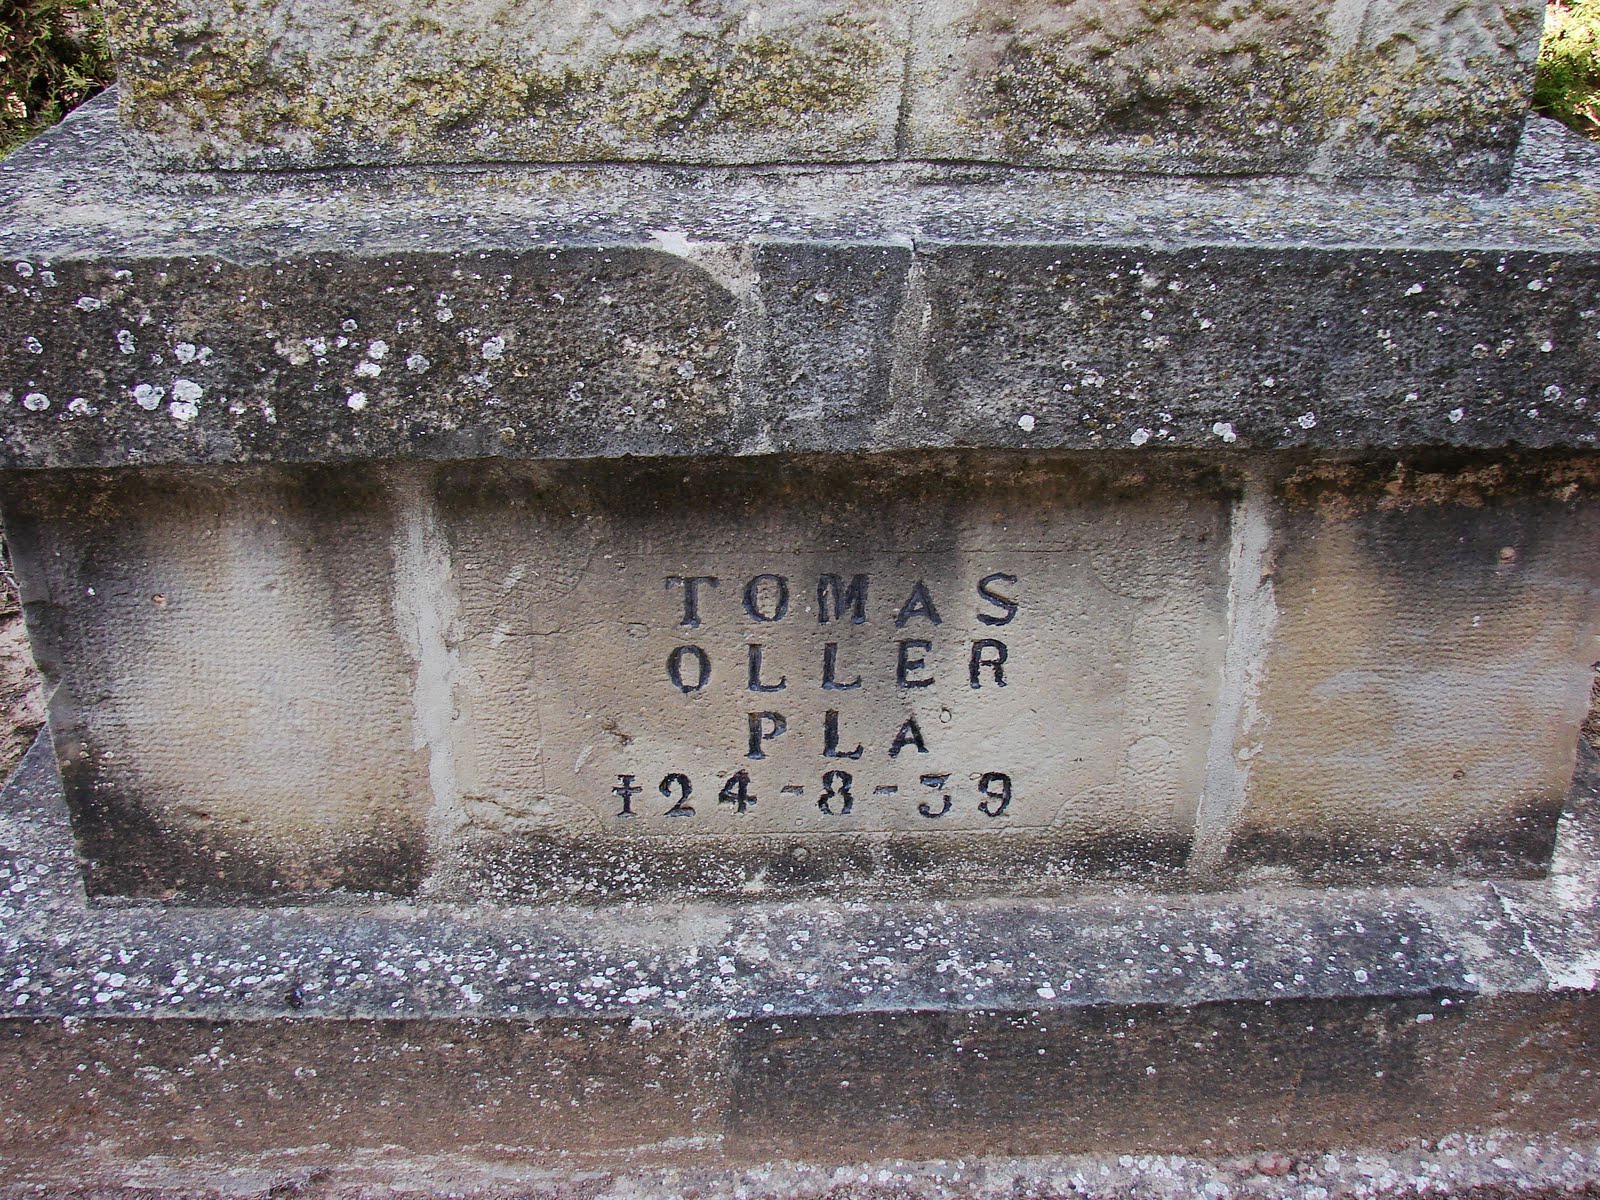 TOMAS
OLLER
PLA
†24-8-39